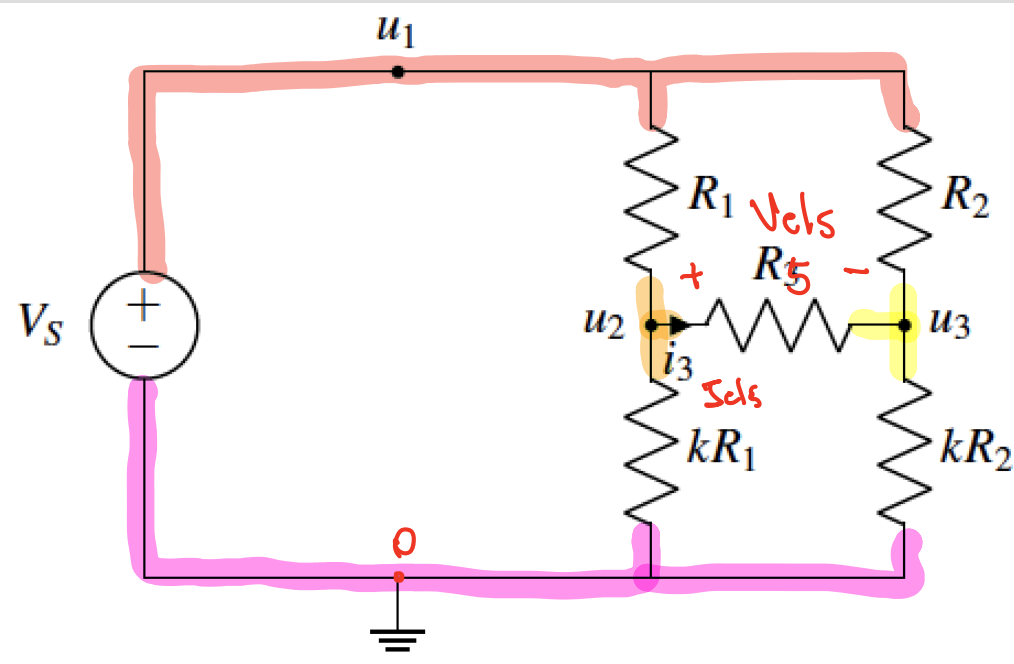 u1
R1
R2
Vels
+
R5
−
+
−
VS
u2
u3
i3
Iels
kR1
kR2
0